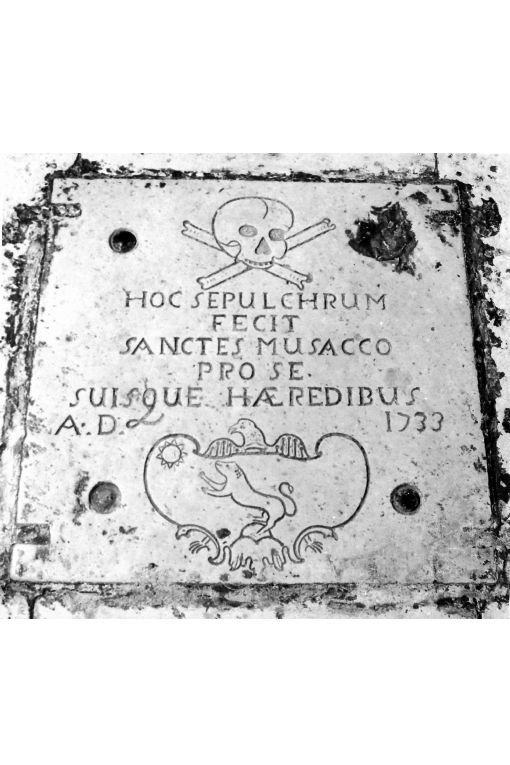 HOC SEPULCHRUM
FECIT
SANCTES MUSACCO
PRO SE.
SUISQUE HÆREDIBUS
A.D. 1733